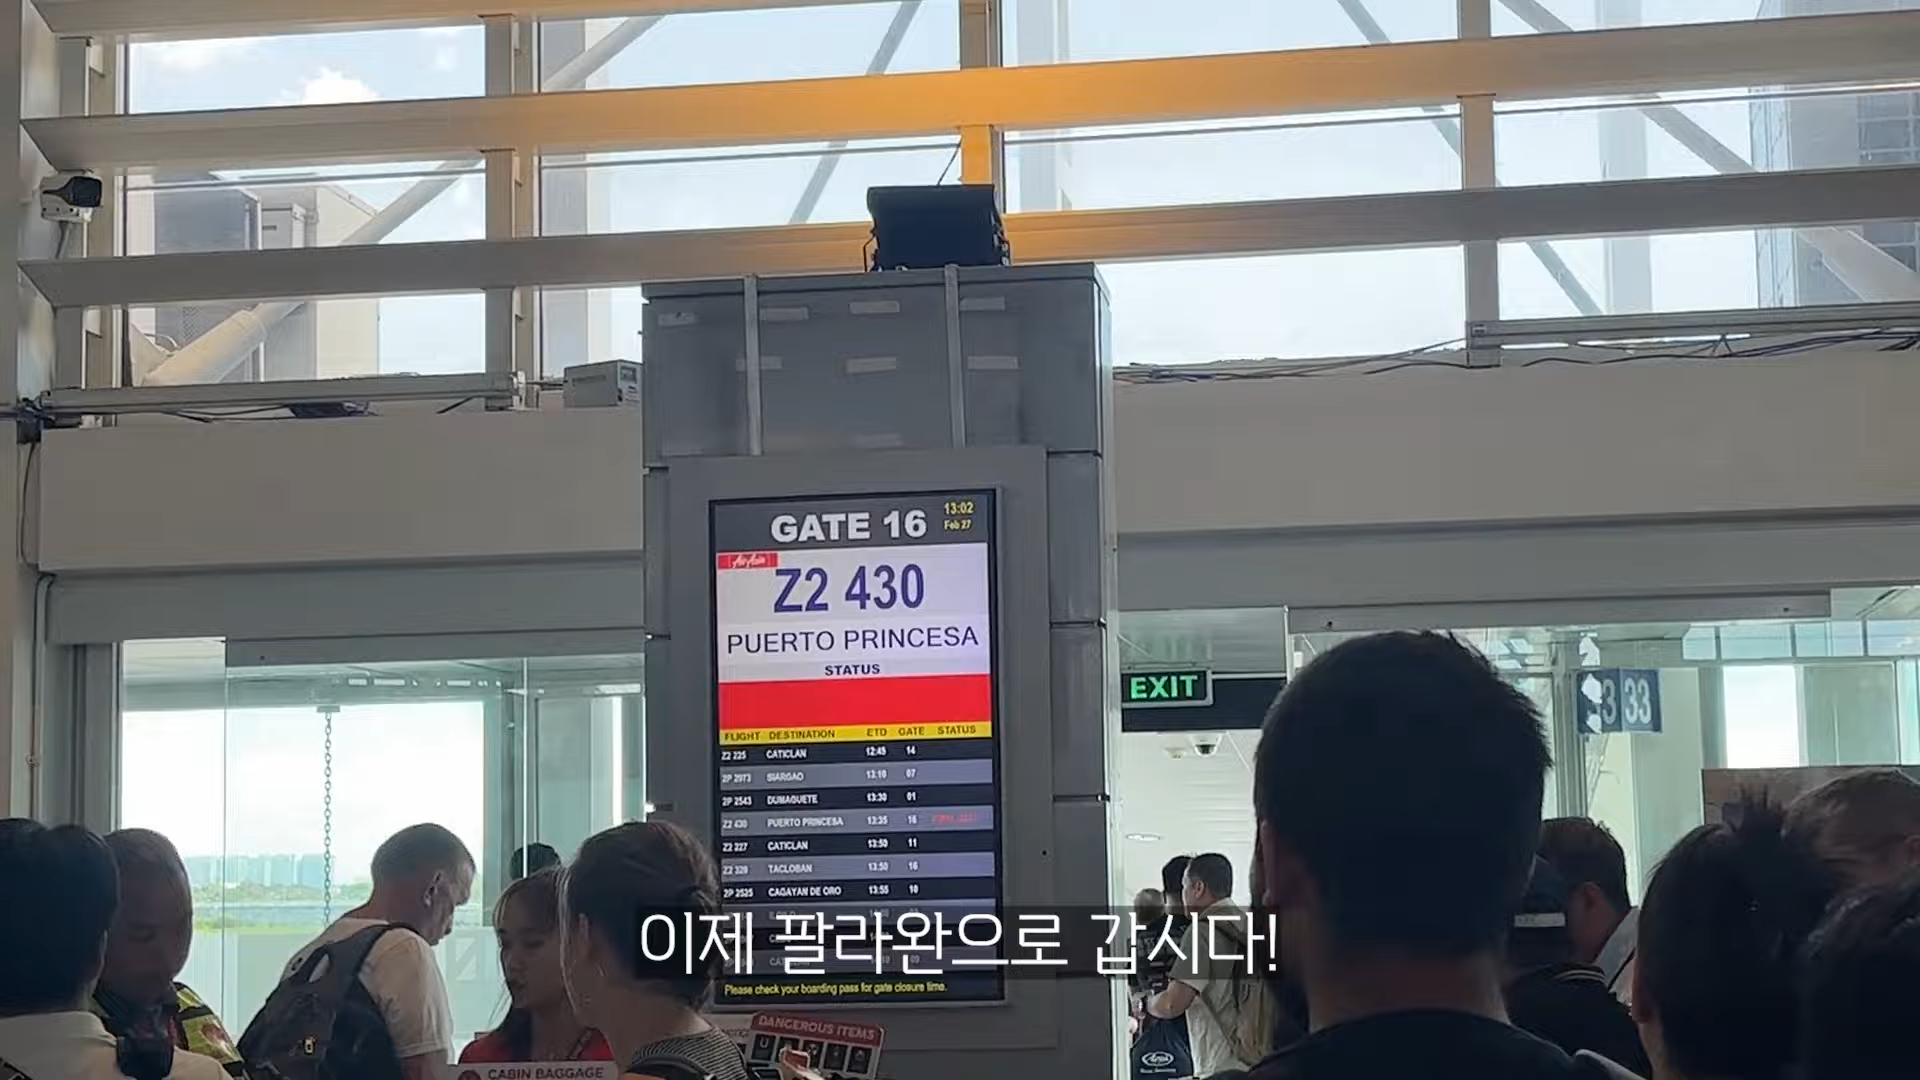 GATE 16
13:02
Feb 27
AirAsia
Z2 430
PUERTO PRINCESA
STATUS
FLIGHT DESTINATION ETD GATE STATUS
Z2 225 CATICLAN 12:45 14
2P 2973 SIARGAO 13:10 07
2P 2543 DUMAGUETE 13:30 01
Z2 430 PUERTO PRINCESA 13:35 16
Z2 227 CATICLAN 13:50 11
Z2 320 TACLOBAN 13:50 16
2P 2525 CAGAYAN DE ORO 13:55 10
이제 팔라완으로 갑시다!
Please check your boarding pass for gate closure time.
EXIT
33
DANGEROUS ITEMS
CABIN BAGGAGE
Arai